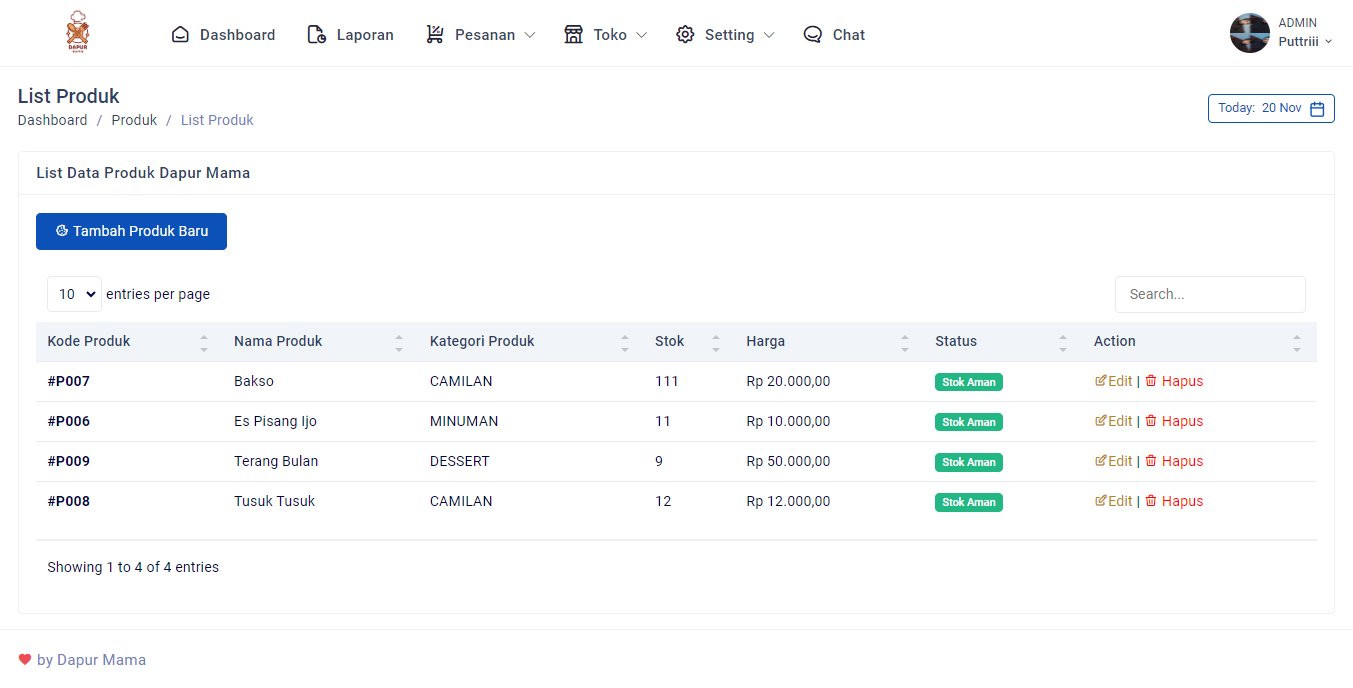 DAPUR
MAMA
Dashboard Laporan Pesanan Toko Setting Chat
ADMIN
Puttriii
List Produk
Dashboard / Produk / List Produk
Today: 20 Nov
List Data Produk Dapur Mama
Tambah Produk Baru
10 entries per page
Search...
Kode Produk Nama Produk Kategori Produk Stok Harga Status Action
#P007 Bakso CAMILAN 111 Rp 20.000,00 Stok Aman Edit | Hapus
#P006 Es Pisang Ijo MINUMAN 11 Rp 10.000,00 Stok Aman Edit | Hapus
#P009 Terang Bulan DESSERT 9 Rp 50.000,00 Stok Aman Edit | Hapus
#P008 Tusuk Tusuk CAMILAN 12 Rp 12.000,00 Stok Aman Edit | Hapus
Showing 1 to 4 of 4 entries
by Dapur Mama